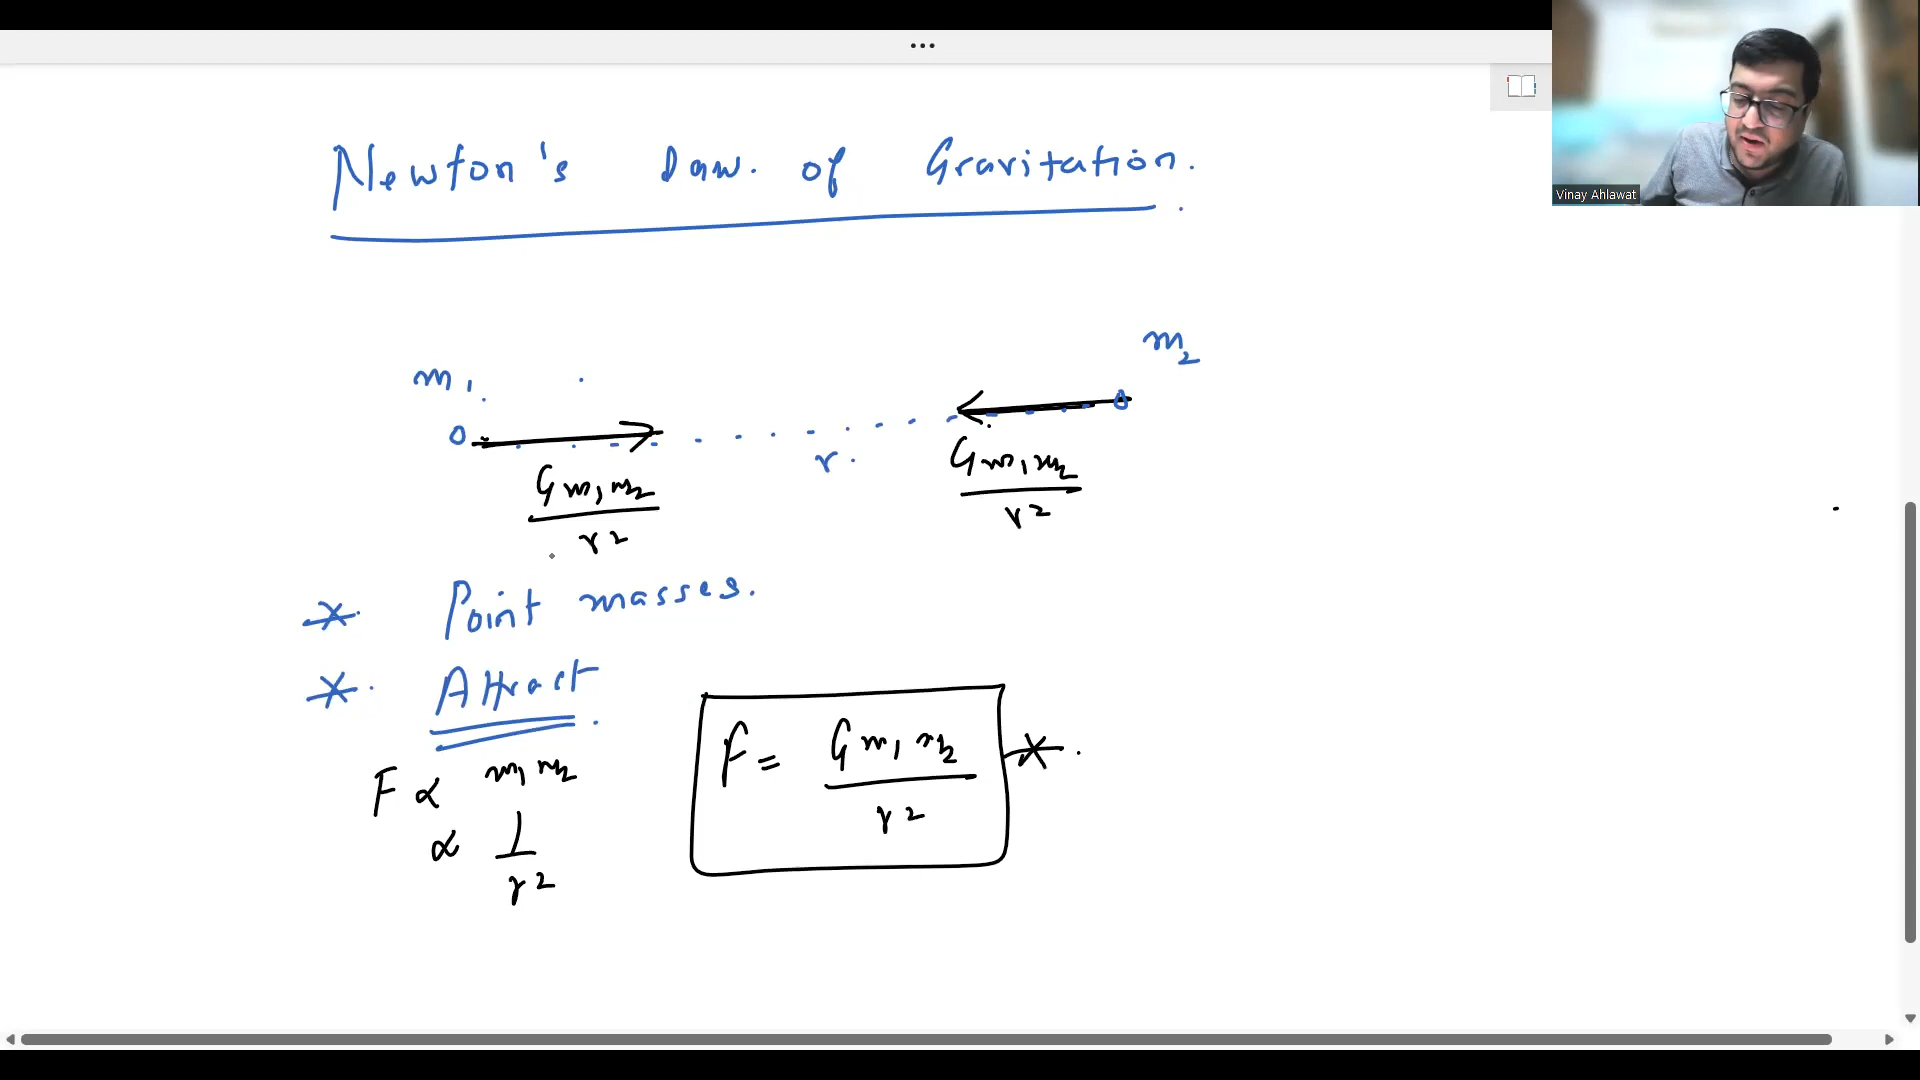 Vinay Ahlawat
Newton's Law. of Gravitation.
m1
m2
r
Gm1m2
r2
Gm1m2
r2
* Point masses.
* Attract
F ∝ m1m2
∝ 1
r2
F = Gm1m2
r2
*